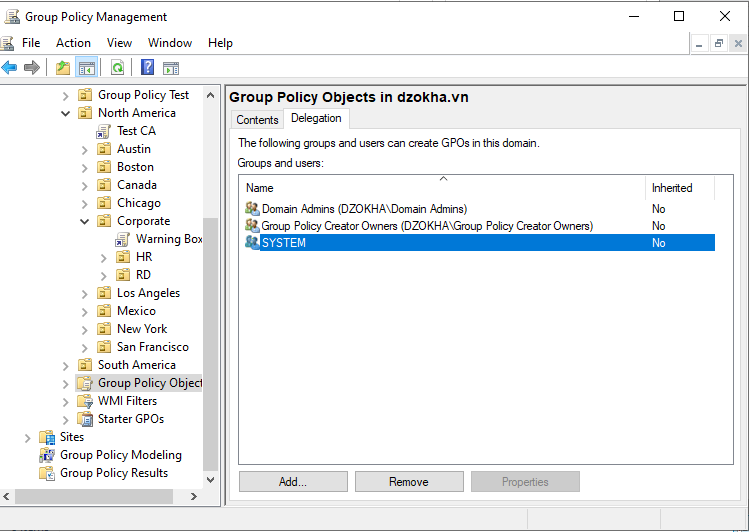 Group Policy Management
File Action View Window Help
Group Policy Test
North America
Test CA
Austin
Boston
Canada
Chicago
Corporate
Warning Box
HR
RD
Los Angeles
Mexico
New York
San Francisco
South America
Group Policy Object
WMI Filters
Starter GPOs
Sites
Group Policy Modeling
Group Policy Results
Group Policy Objects in dzokha.vn
Contents Delegation
The following groups and users can create GPOs in this domain.
Groups and users:
Name Inherited
Domain Admins (DZOKHA\Domain Admins) No
Group Policy Creator Owners (DZOKHA\Group Policy Creator Owners) No
SYSTEM No
Add... Remove Properties